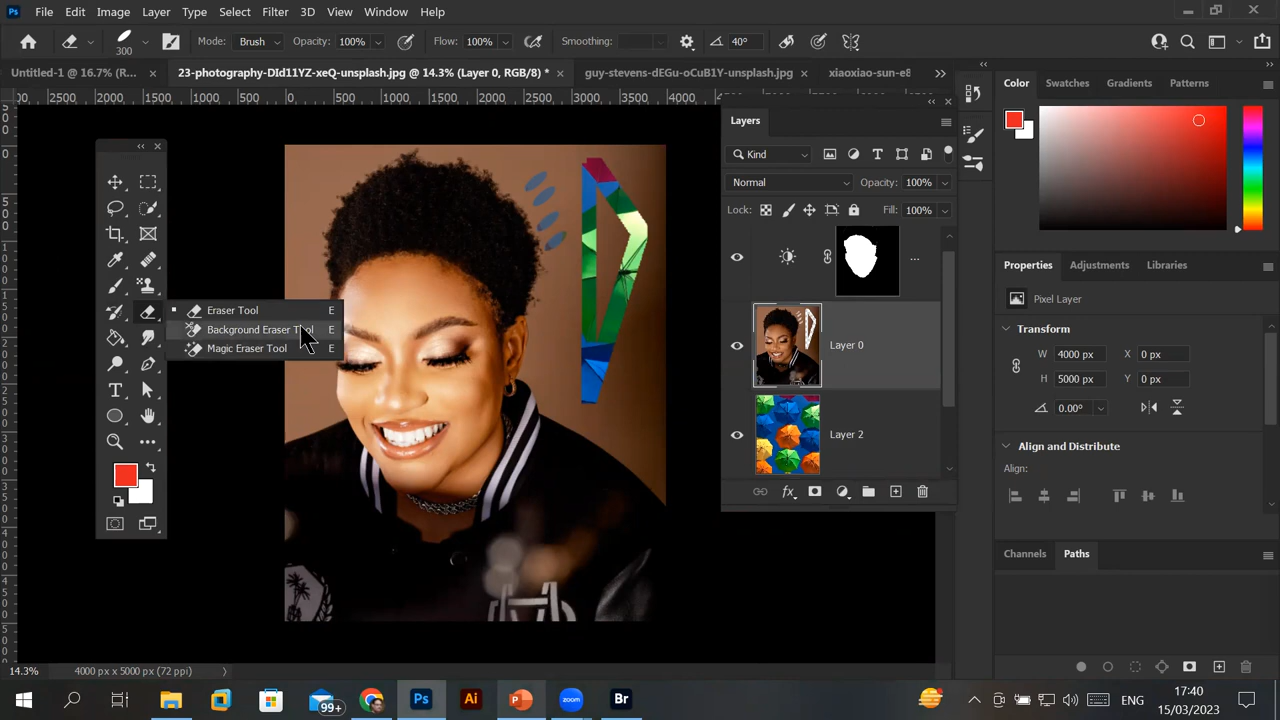 Ps File Edit Image Layer Type Select Filter 3D View Window Help
300 Mode: Brush Opacity: 100% Flow: 100% Smoothing: 40°
Untitled-1 @ 16.7% (R... × 23-photography-DId11YZ-xeQ-unsplash.jpg @ 14.3% (Layer 0, RGB/8) * × guy-stevens-dEGu-oCuB1Y-unsplash.jpg × xiaoxiao-sun-e8
2500 2000 1500 1000 500 0 500 1000 1500 2000 2500 3000 3500 4000 4500
Eraser Tool E
Background Eraser Tool E
Magic Eraser Tool E
Layers
Kind
Normal Opacity: 100%
Lock: Fill: 100%
Layer 0
Layer 2
Color Swatches Gradients Patterns
Properties Adjustments Libraries
Pixel Layer
Transform
W 4000 px X 0 px
H 5000 px Y 0 px
0.00°
Align and Distribute
Align:
Channels Paths
14.3% 4000 px x 5000 px (72 ppi)
99+ Ps Ai P zoom Br ENG 17:40
15/03/2023